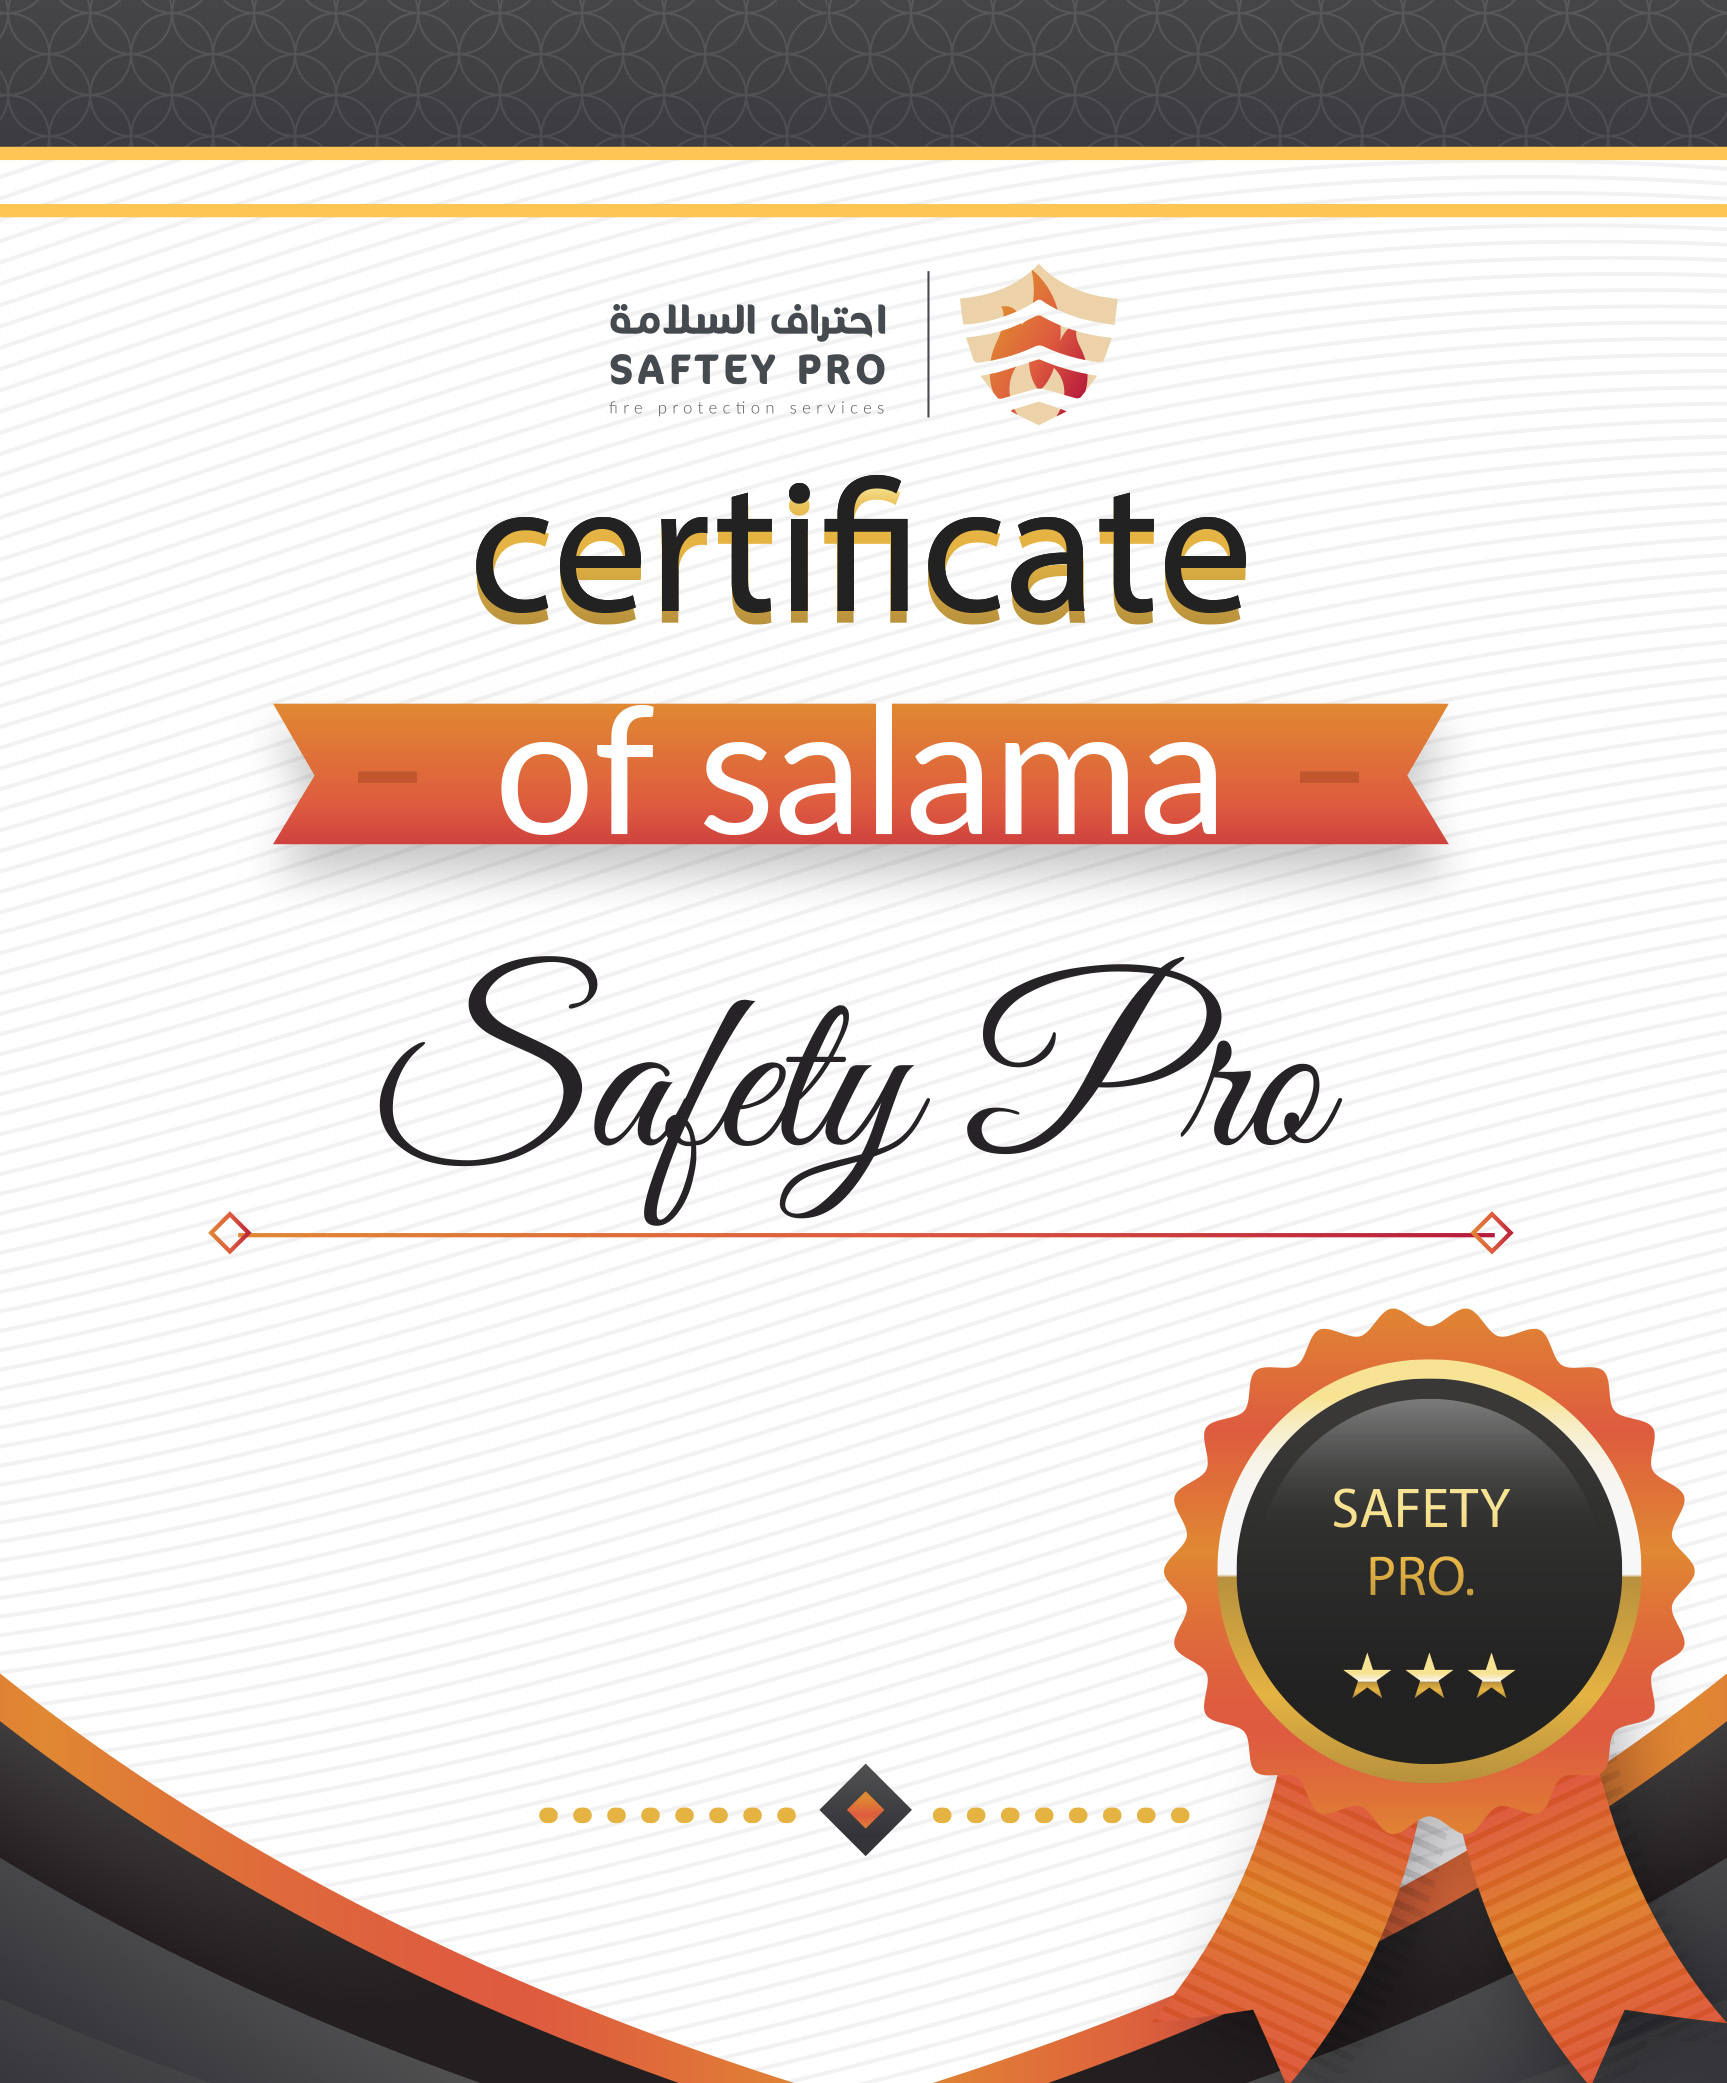 احتراف السلامة
SAFTEY PRO
fire protection services
certificate
of salama
Safety Pro
SAFETY
PRO.